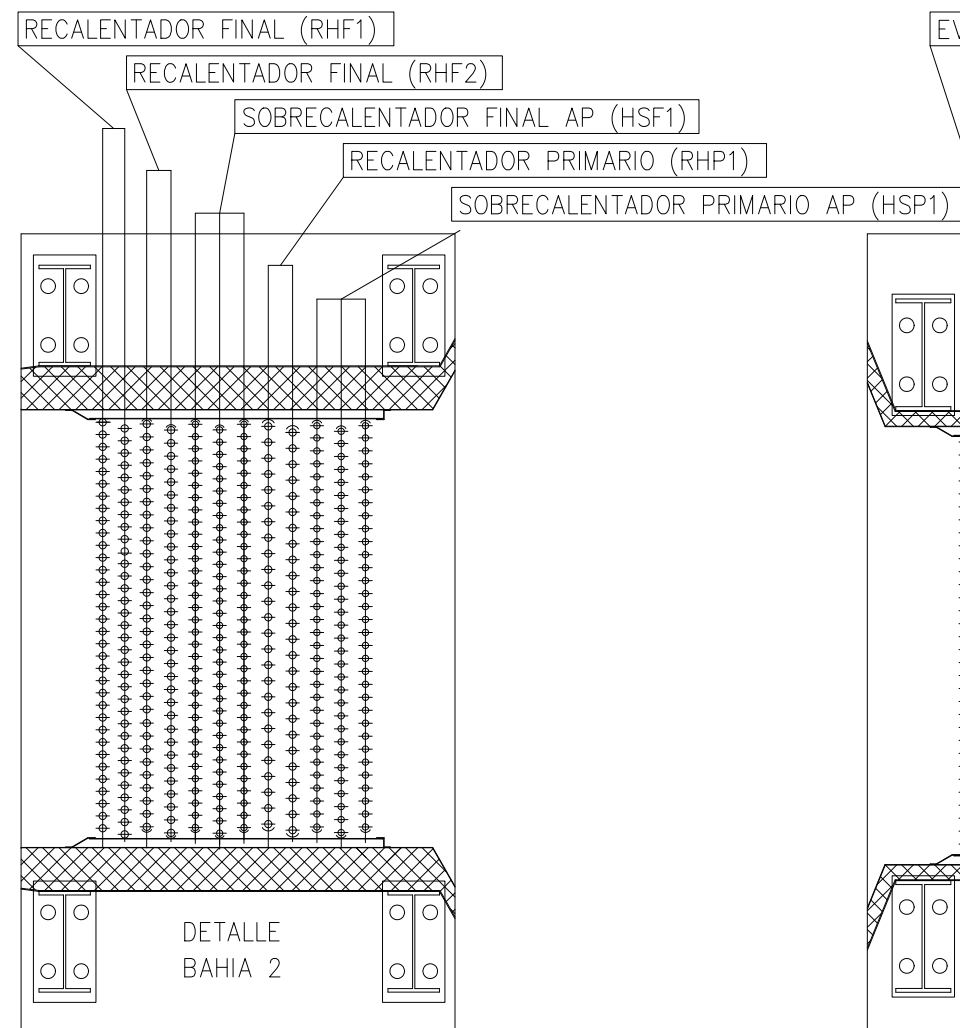 RECALENTADOR FINAL (RHF1)
EV
RECALENTADOR FINAL (RHF2)
SOBRECALENTADOR FINAL AP (HSF1)
RECALENTADOR PRIMARIO (RHP1)
SOBRECALENTADOR PRIMARIO AP (HSP1)
DETALLE
BAHIA 2